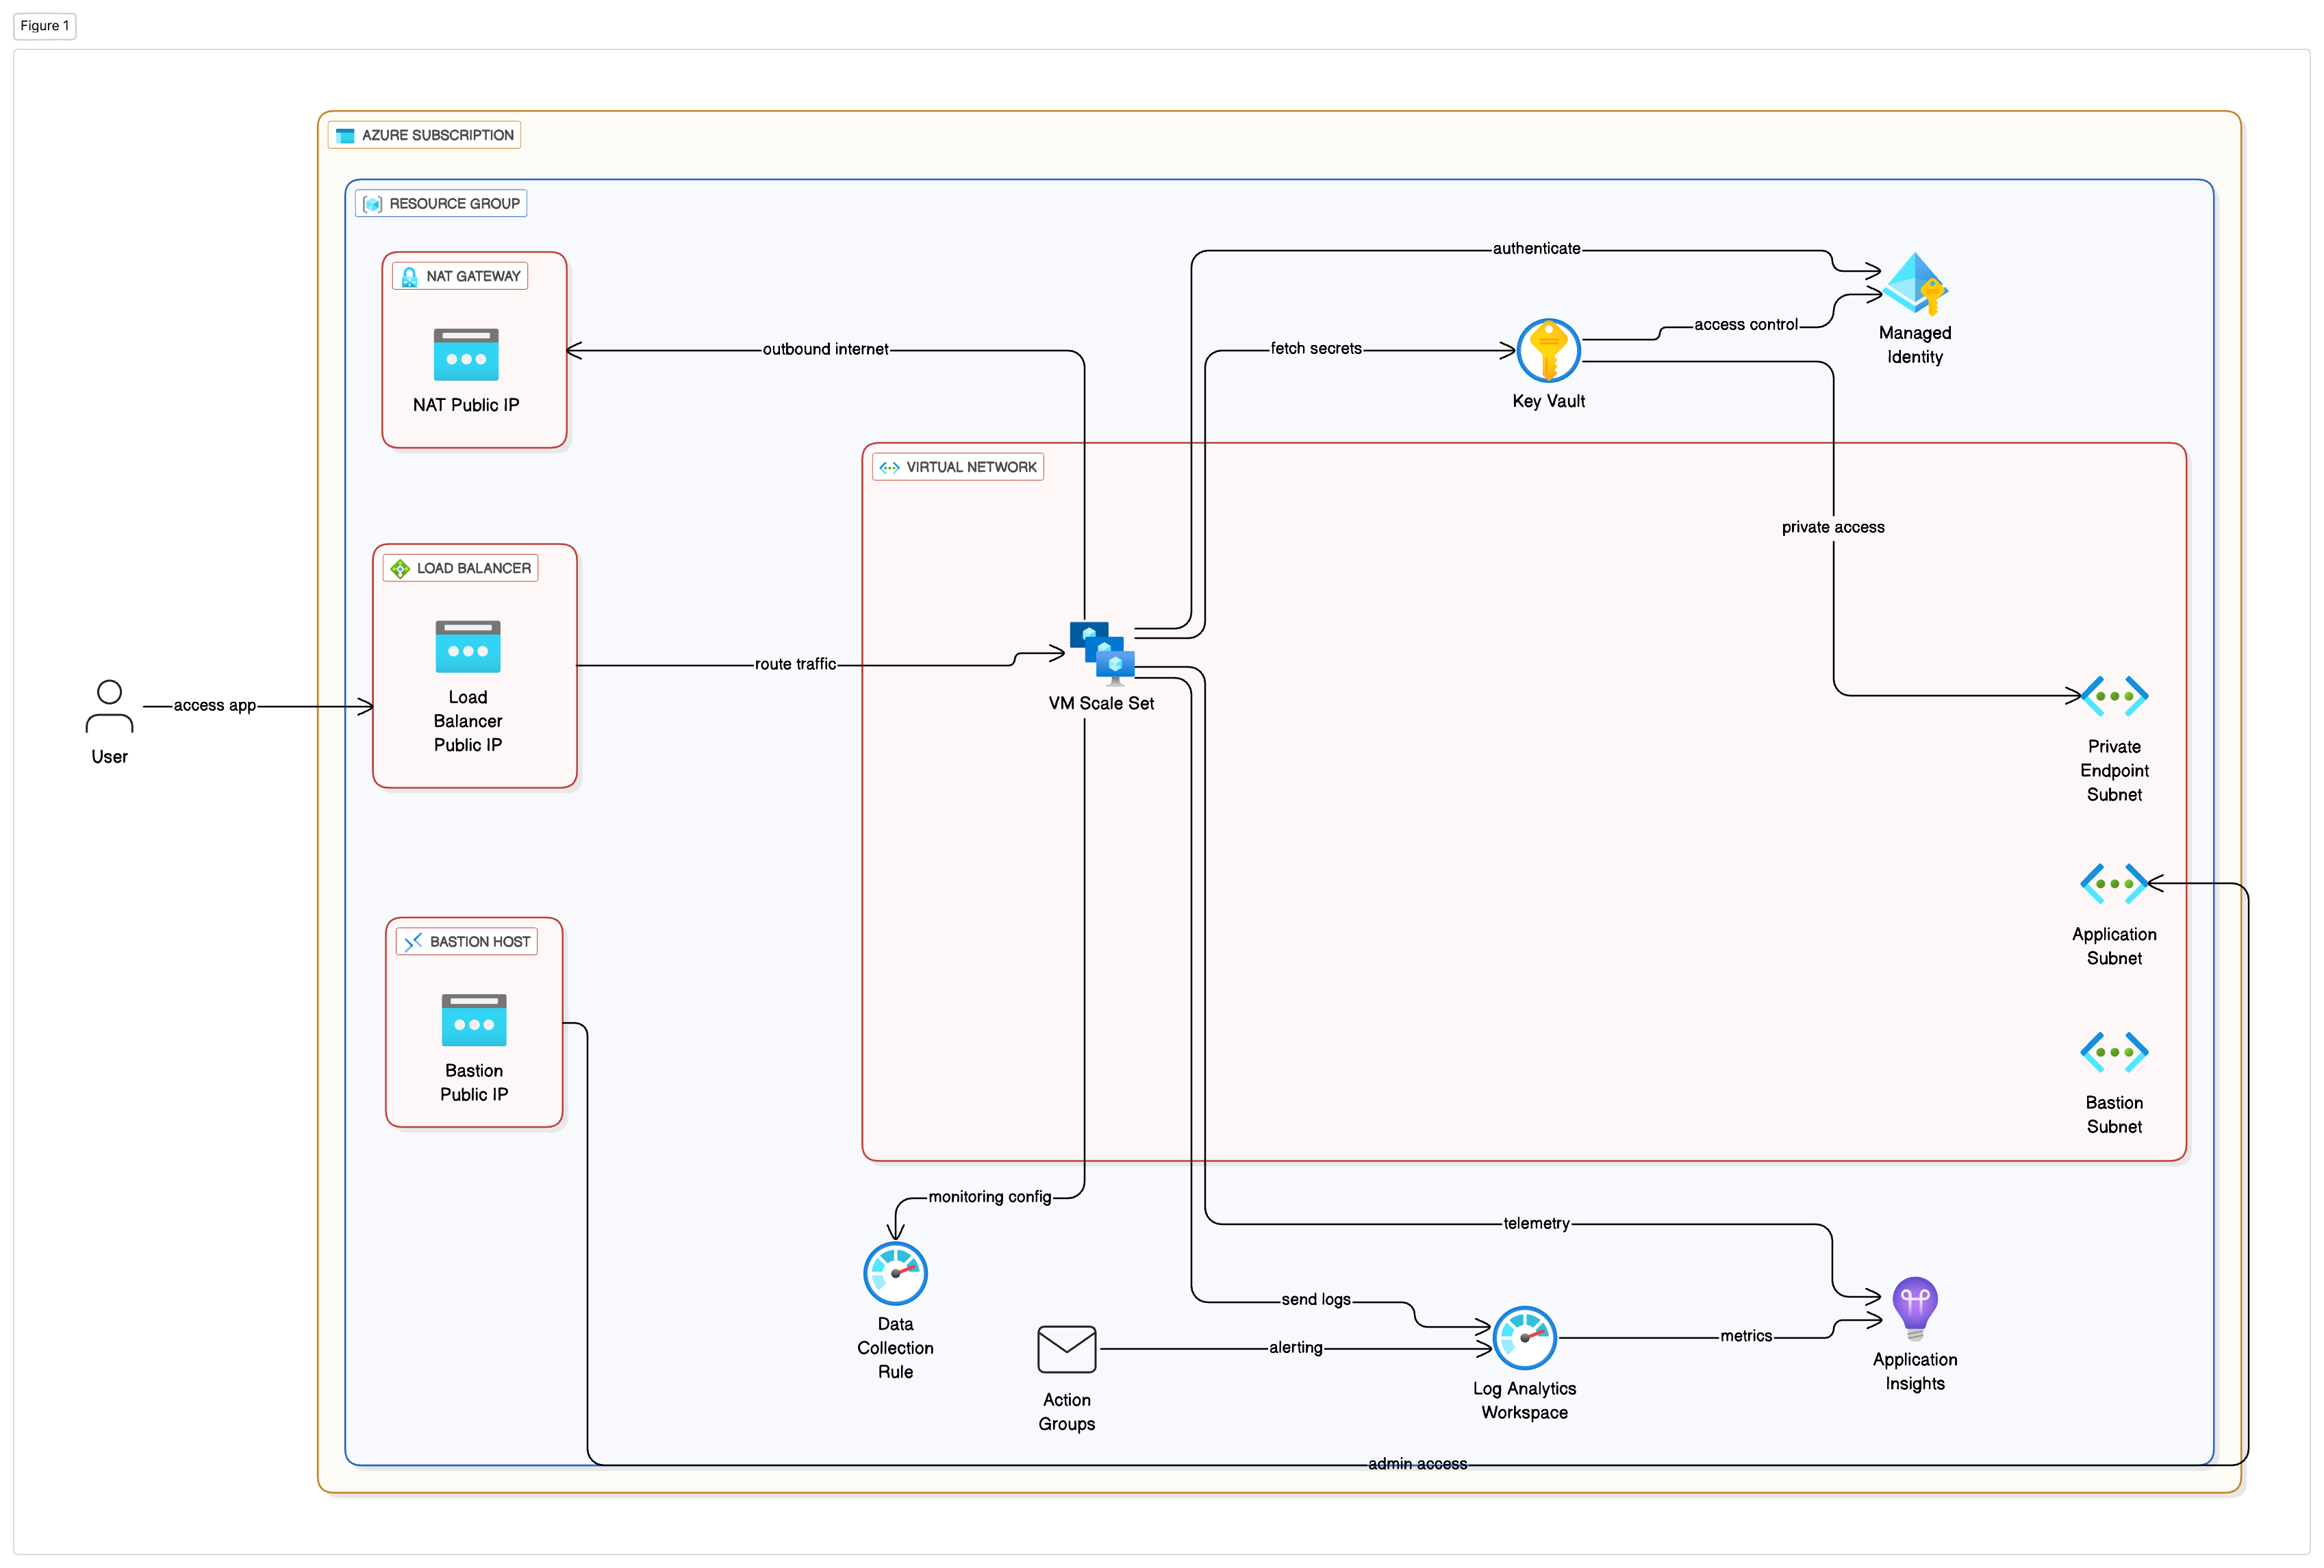 Figure 1
AZURE SUBSCRIPTION
RESOURCE GROUP
NAT GATEWAY
NAT Public IP
outbound internet
authenticate
fetch secrets
access control
Key Vault
Managed
Identity
VIRTUAL NETWORK
private access
LOAD BALANCER
Load
Balancer
Public IP
route traffic
VM Scale Set
access app
User
Private
Endpoint
Subnet
Application
Subnet
BASTION HOST
Bastion
Public IP
Bastion
Subnet
monitoring config
telemetry
Data
Collection
Rule
send logs
alerting
metrics
Action
Groups
Log Analytics
Workspace
Application
Insights
admin access